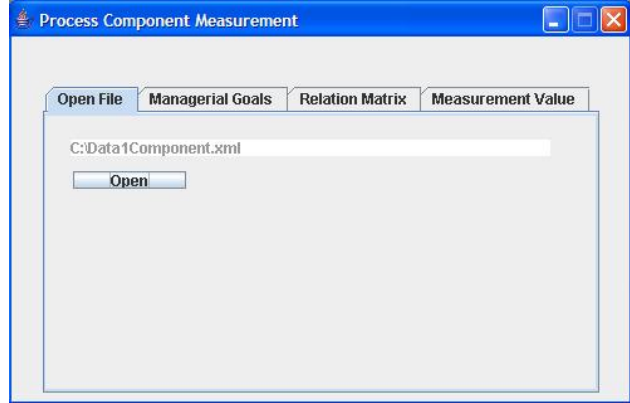 Process Component Measurement
Open File Managerial Goals Relation Matrix Measurement Value
C:\Data1Component.xml
Open